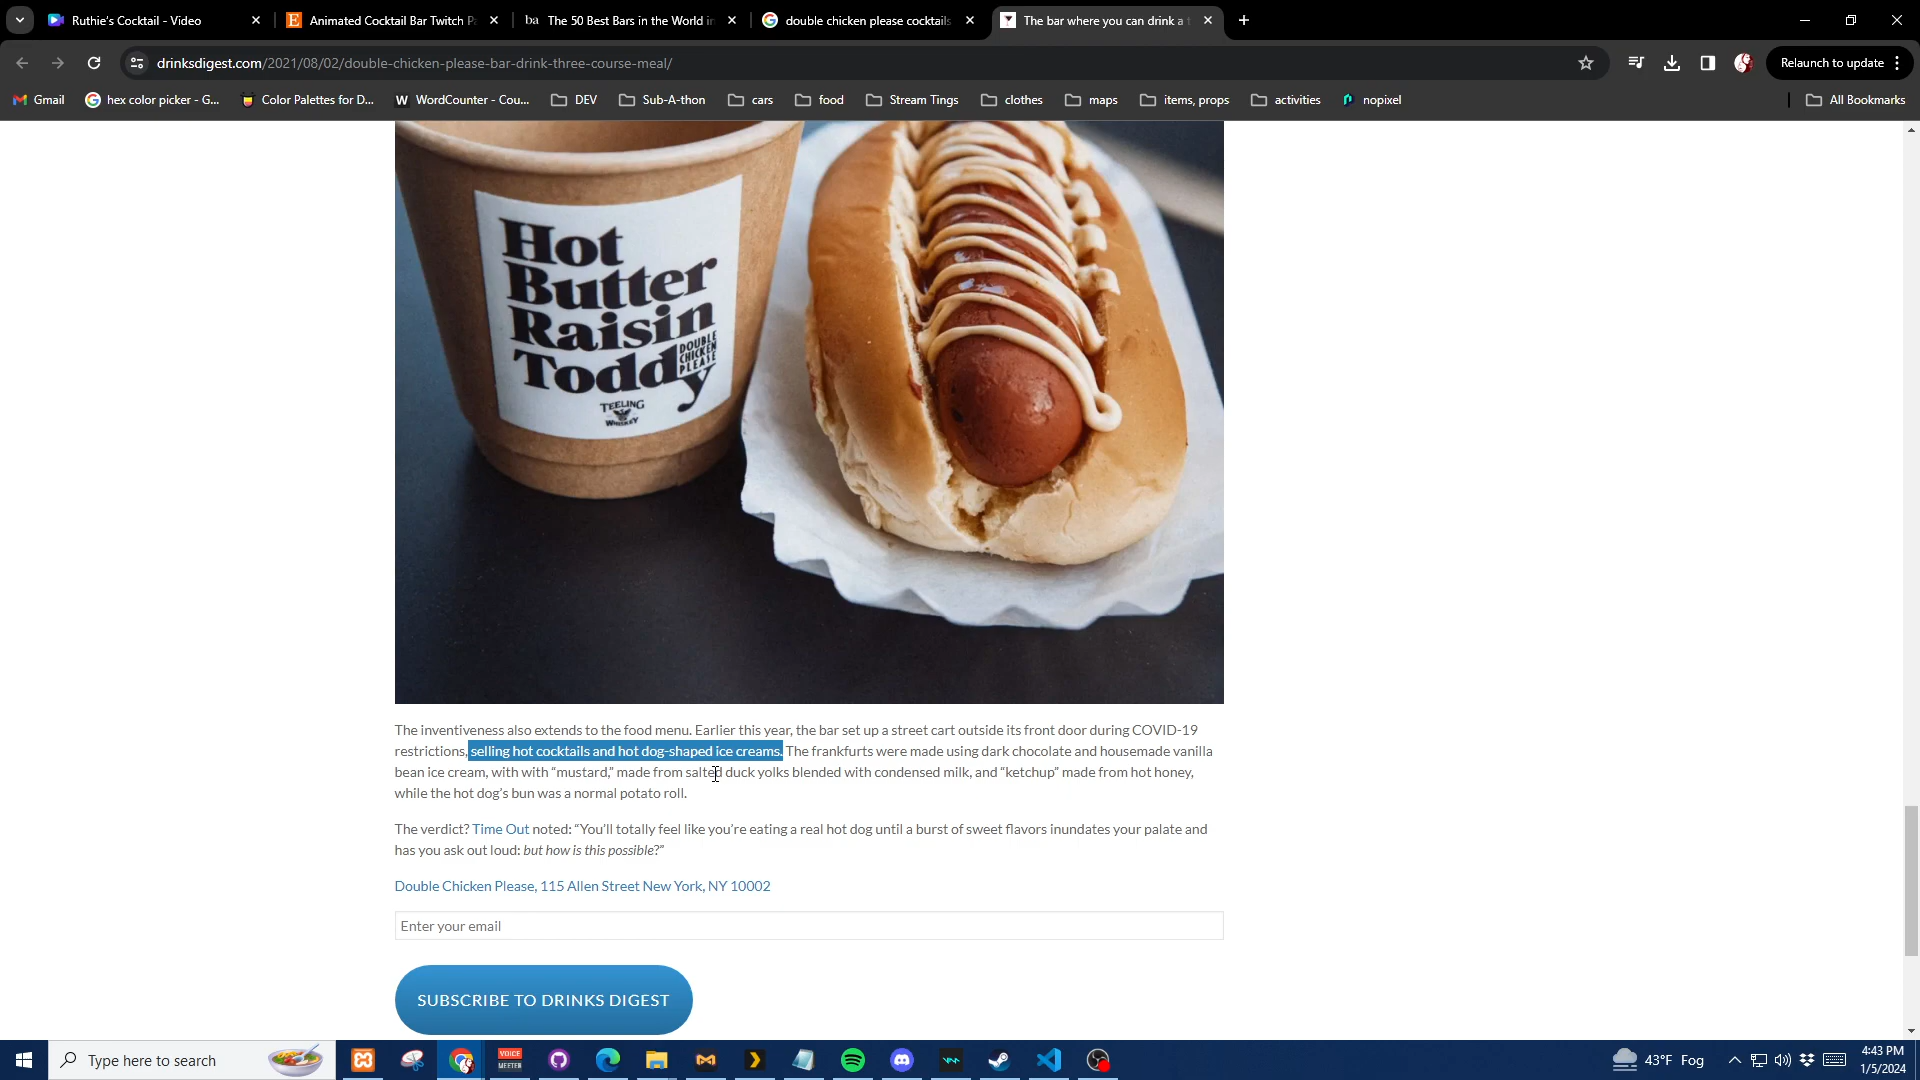 Ruthie's Cocktail - Video
Animated Cocktail Bar Twitch P
ba The 50 Best Bars in the World in
double chicken please cocktails
The bar where you can drink a t
drinksdigest.com/2021/08/02/double-chicken-please-bar-drink-three-course-meal/
Relaunch to update
Gmail
hex color picker - G...
Color Palettes for D...
W WordCounter - Cou...
DEV
Sub-A-thon
cars
food
Stream Tings
clothes
maps
items, props
activities
nopixel
All Bookmarks
Hot
Butter
Raisin
Toddy
DOUBLE
CHICKEN
PLEASE
TEELING
WHISKEY
The inventiveness also extends to the food menu. Earlier this year, the bar set up a street cart outside its front door during COVID-19
restrictions, selling hot cocktails and hot dog-shaped ice creams. The frankfurts were made using dark chocolate and housemade vanilla
bean ice cream, with with “mustard,” made from salted duck yolks blended with condensed milk, and “ketchup” made from hot honey,
while the hot dog’s bun was a normal potato roll.
The verdict? Time Out noted: “You’ll totally feel like you’re eating a real hot dog until a burst of sweet flavors inundates your palate and
has you ask out loud: but how is this possible?”
Double Chicken Please, 115 Allen Street New York, NY 10002
Enter your email
SUBSCRIBE TO DRINKS DIGEST
Type here to search
VOICE
MEETER
43°F Fog
4:43 PM
1/5/2024